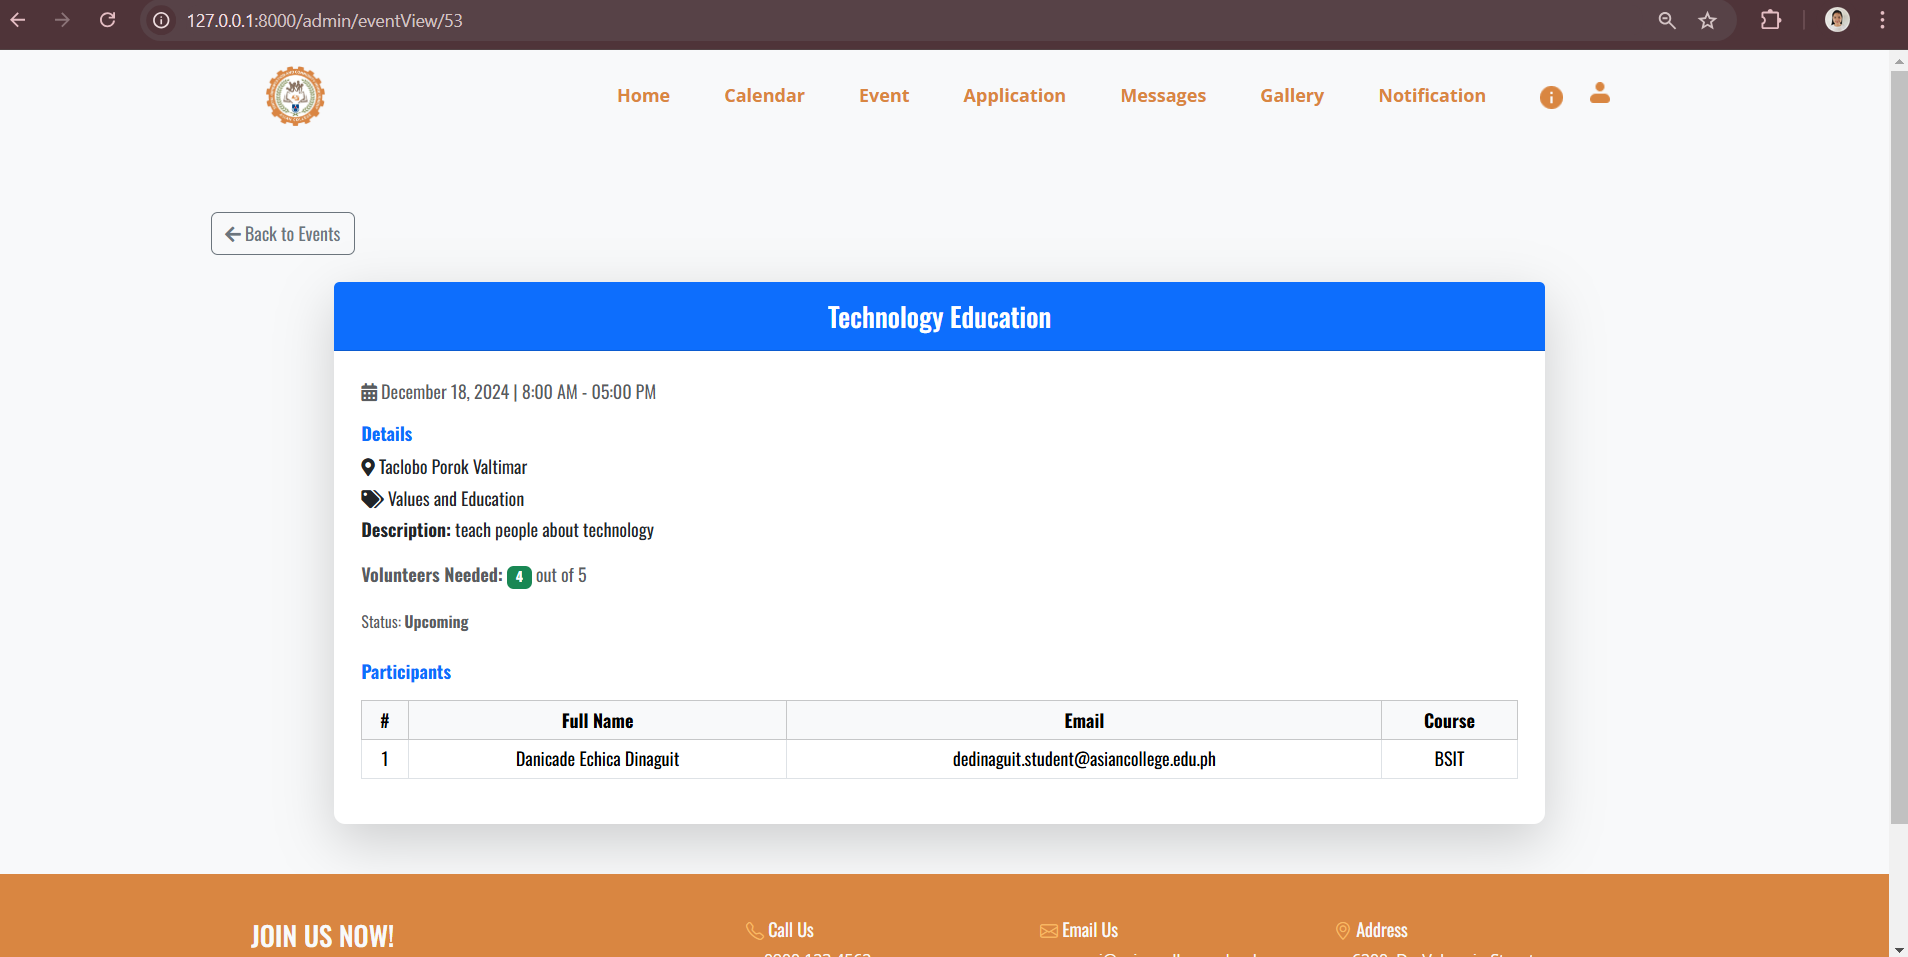 127.0.0.1:8000/admin/eventView/53
Home Calendar Event Application Messages Gallery Notification
Back to Events
Technology Education
December 18, 2024 | 8:00 AM - 05:00 PM
Details
Taclobo Porok Valtimar
Values and Education
Description: teach people about technology
Volunteers Needed: 4 out of 5
Status: Upcoming
Participants
# Full Name Email Course
1 Danicade Echica Dinaguit dedinaguit.student@asiancollege.edu.ph BSIT
JOIN US NOW! Call Us Email Us Address